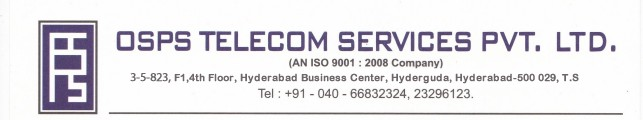 OSPS TELECOM SERVICES PVT. LTD.
(AN ISO 9001 : 2008 Company)
3-5-823, F1,4th Floor, Hyderabad Business Center, Hyderguda, Hyderabad-500 029, T.S
Tel : +91 - 040 - 66832324, 23296123.